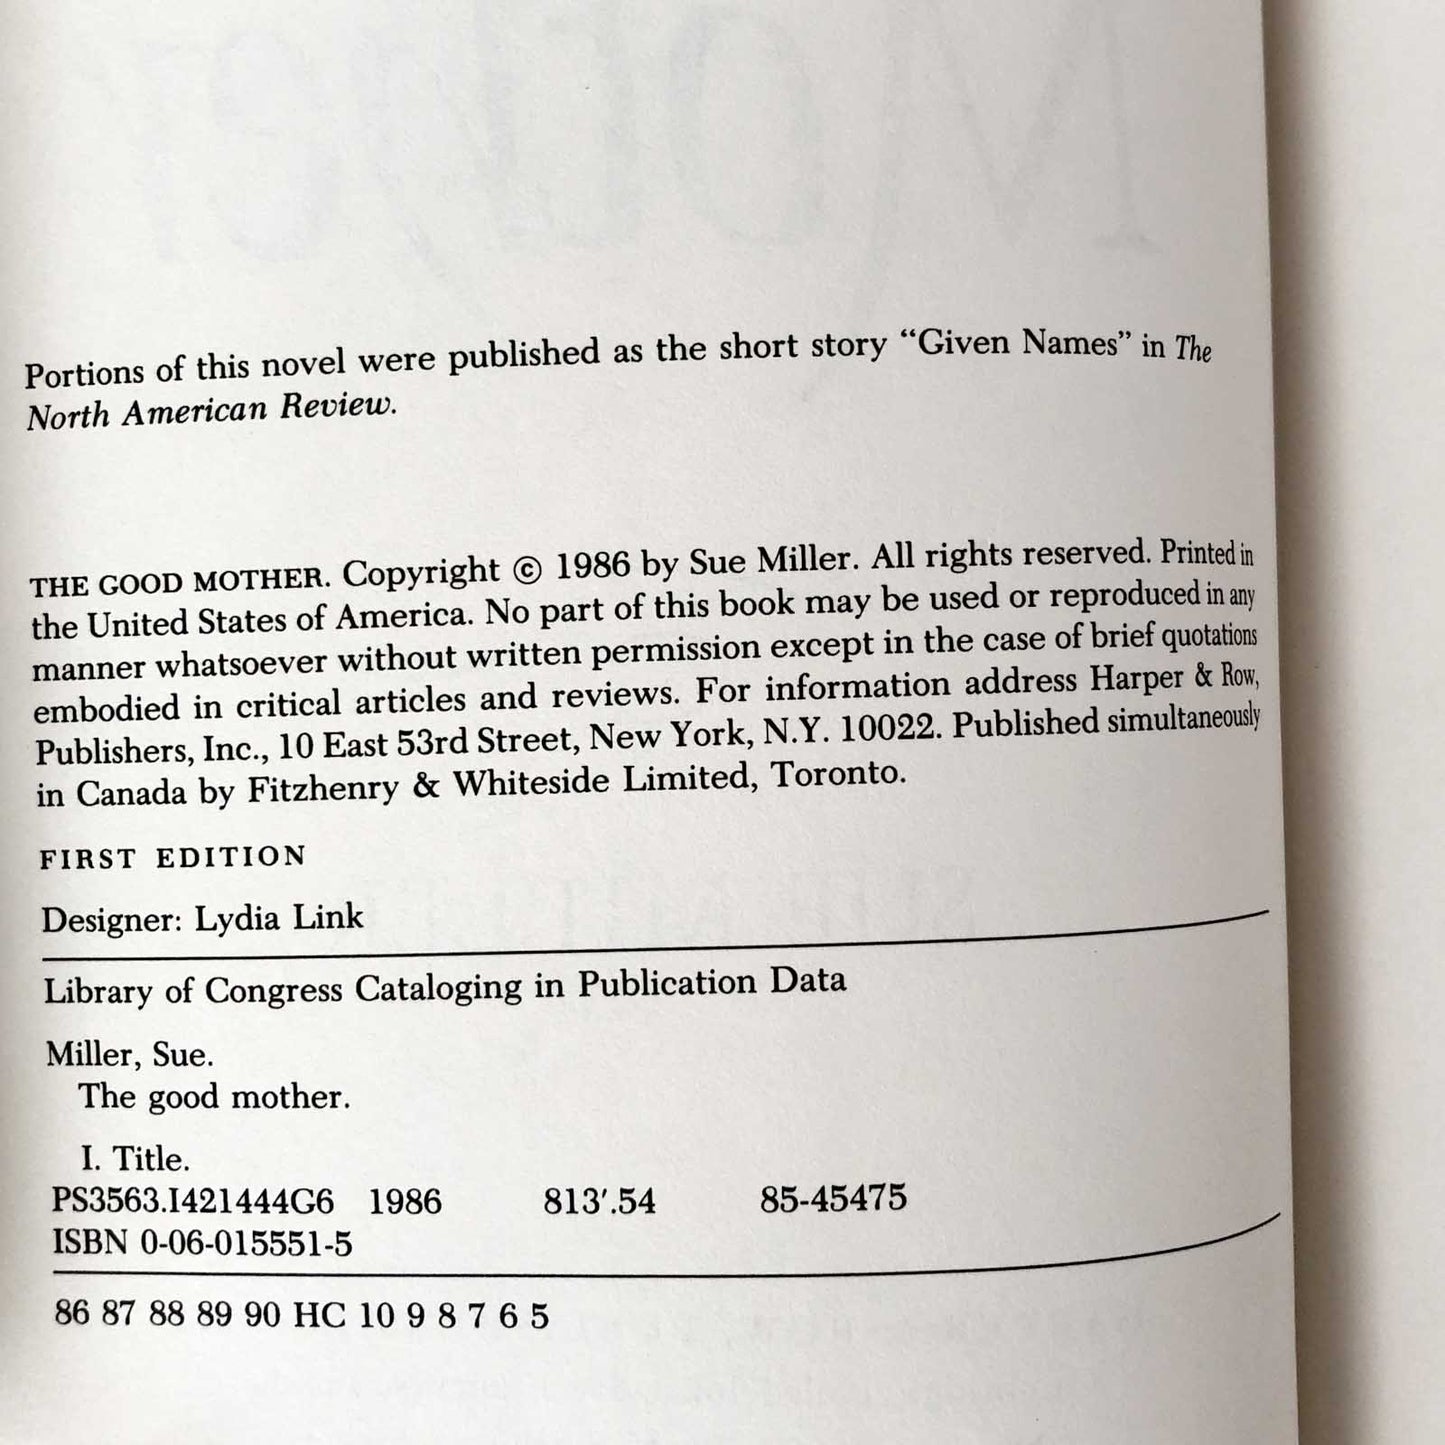 Portions of this novel were published as the short story “Given Names” in The
North American Review.
THE GOOD MOTHER. Copyright © 1986 by Sue Miller. All rights reserved. Printed in
the United States of America. No part of this book may be used or reproduced in any
manner whatsoever without written permission except in the case of brief quotations
embodied in critical articles and reviews. For information address Harper & Row,
Publishers, Inc., 10 East 53rd Street, New York, N.Y. 10022. Published simultaneously
in Canada by Fitzhenry & Whiteside Limited, Toronto.
FIRST EDITION
Designer: Lydia Link
Library of Congress Cataloging in Publication Data
Miller, Sue.
The good mother.
I. Title.
PS3563.I421444G6 1986 813′.54 85-45475
ISBN 0-06-015551-5
86 87 88 89 90 HC 10 9 8 7 6 5